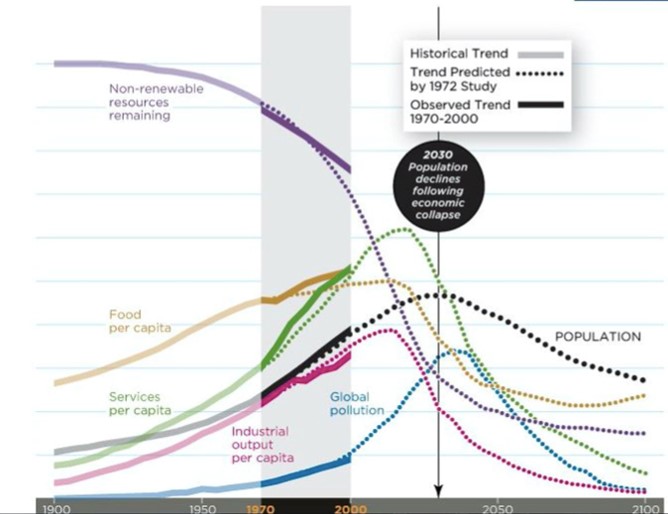 Historical Trend
Trend Predicted
by 1972 Study
Observed Trend
1970-2000
Non-renewable
resources
remaining
2030
Population
declines
following
economic
collapse
Food
per capita
POPULATION
Services
per capita
Global
pollution
Industrial
output
per capita
1900 1950 1970 2000 2050 2100